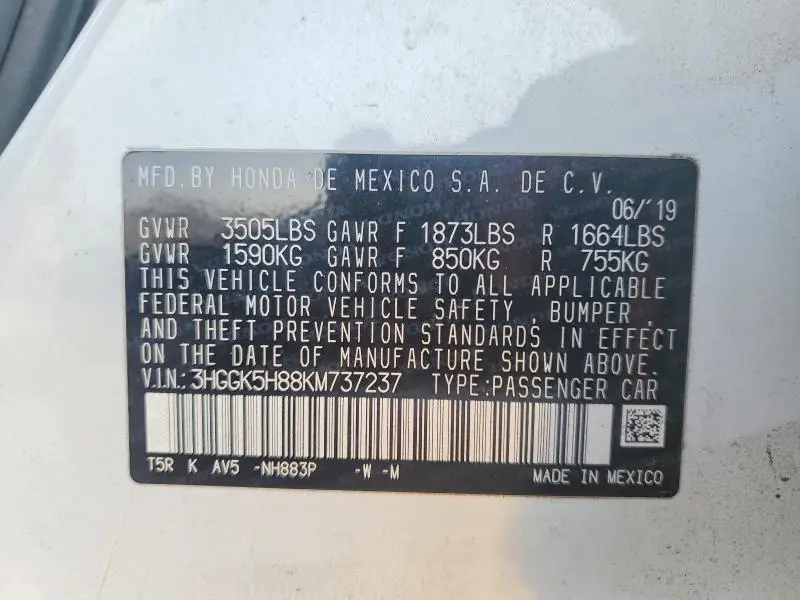 MFD.BY HONDA DE MEXICO S.A. DE C.V.
06/'19
GVWR 3505LBS GAWR F 1873LBS R 1664LBS
GVWR 1590KG GAWR F 850KG R 755KG
THIS VEHICLE CONFORMS TO ALL APPLICABLE
FEDERAL MOTOR VEHICLE SAFETY , BUMPER ,
AND THEFT PREVENTION STANDARDS IN EFFECT
ON THE DATE OF MANUFACTURE SHOWN ABOVE.
V.I.N.: 3HGGK5H88KM737237 TYPE:PASSENGER CAR
T5R K AV5 -NH883P -W -M
MADE IN MEXICO